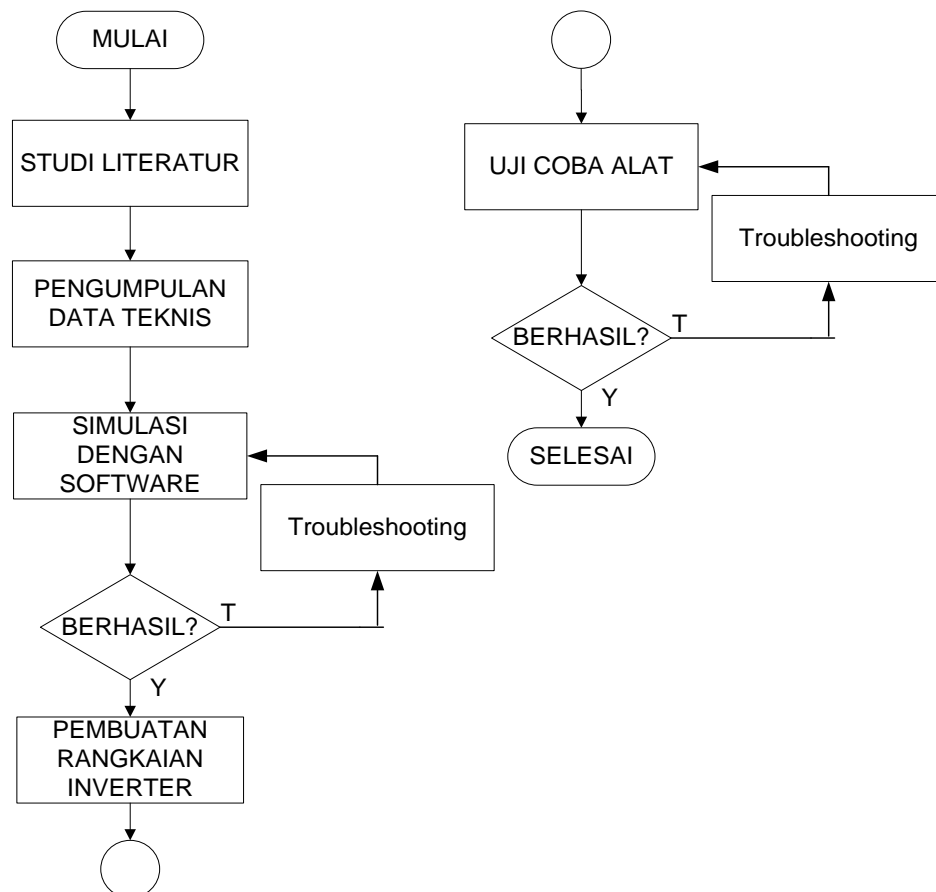 MULAI
STUDI LITERATUR
PENGUMPULAN
DATA TEKNIS
SIMULASI
DENGAN
SOFTWARE
Troubleshooting
BERHASIL?
T
Y
PEMBUATAN
RANGKAIAN
INVERTER
UJI COBA ALAT
Troubleshooting
BERHASIL?
T
Y
SELESAI